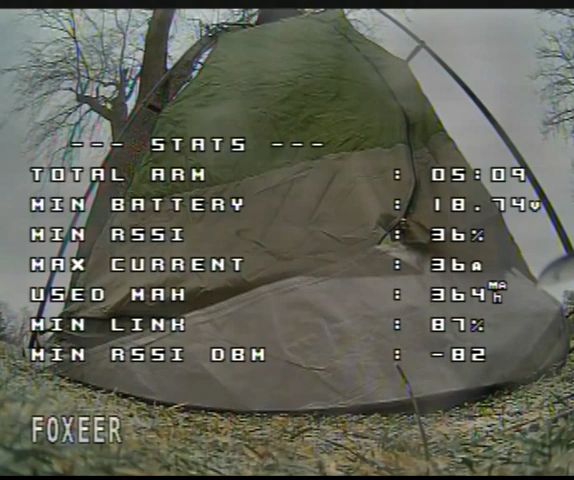 --- STATS ---
TOTAL ARM : 05:09
MIN BATTERY : 18.74V
MIN RSSI : 36%
MAX CURRENT : 36A
USED MAH : 364MAH
MIN LINK : 87%
MIN RSSI DBM : -82
FOXEER